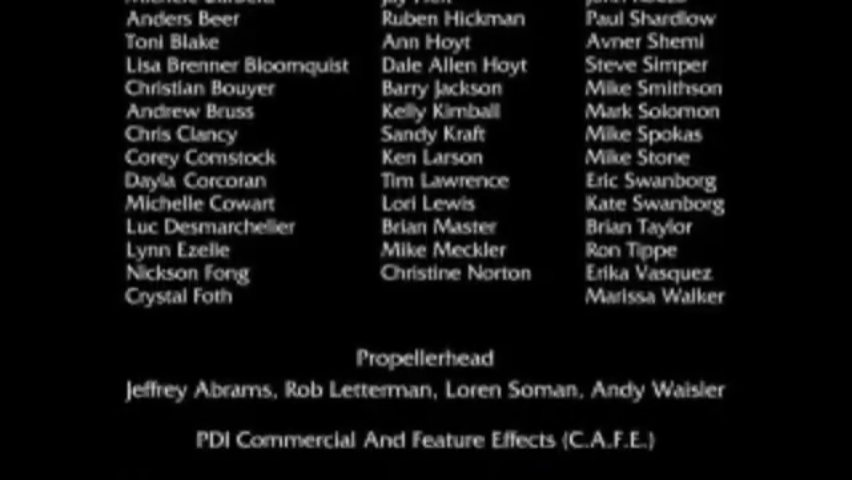 Anders Beer Ruben Hickman Paul Shardlow
Toni Blake Ann Hoyt Avner Shemi
Lisa Brenner Bloomquist Dale Allen Hoyt Steve Simper
Christian Bouyer Barry Jackson Mike Smithson
Andrew Bruss Kelly Kimball Mark Solomon
Chris Clancy Sandy Kraft Mike Spokas
Corey Comstock Ken Larson Mike Stone
Dayla Corcoran Tim Lawrence Eric Swanborg
Michelle Cowart Lori Lewis Kate Swanborg
Luc Desmarchelier Brian Master Brian Taylor
Lynn Ezelle Mike Meckler Ron Tippe
Nickson Fong Christine Norton Erika Vasquez
Crystal Foth Marissa Walker
Propellerhead
Jeffrey Abrams, Rob Letterman, Loren Soman, Andy Waisler
PDI Commercial And Feature Effects (C.A.F.E.)